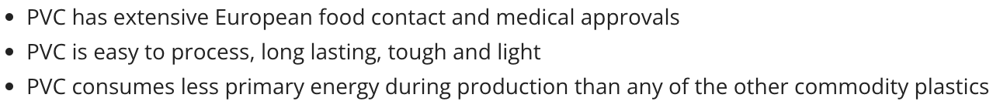 • PVC has extensive European food contact and medical approvals
• PVC is easy to process, long lasting, tough and light
• PVC consumes less primary energy during production than any of the other commodity plastics